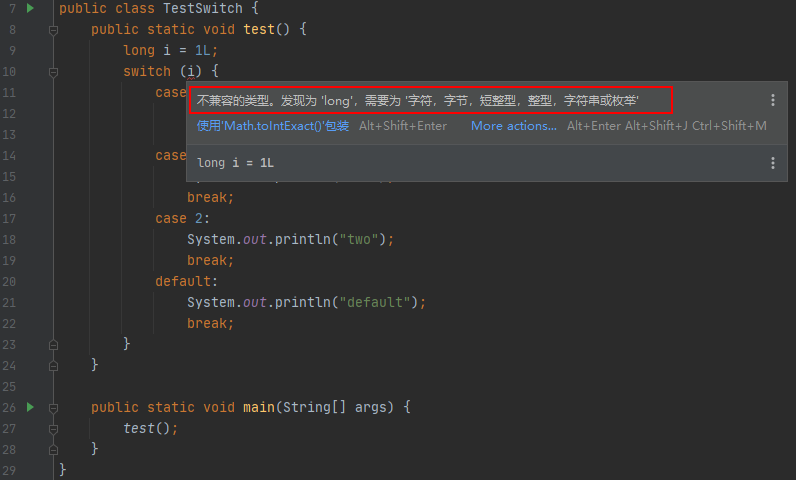 7 public class TestSwitch {
8 public static void test() {
9 long i = 1L;
10 switch (i) {
11 case
不兼容的类型。发现为 'long'，需要为 '字符，字节，短整型，整型，字符串或枚举'
12
13
使用'Math.toIntExact()'包装 Alt+Shift+Enter More actions... Alt+Enter Alt+Shift+J Ctrl+Shift+M
14 case
long i = 1L
15
16 break;
17 case 2:
18 System.out.println("two");
19 break;
20 default:
21 System.out.println("default");
22 break;
23 }
24 }
25
26 public static void main(String[] args) {
27 test();
28 }
29 }